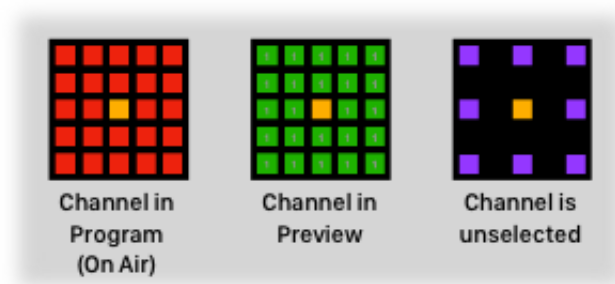 Channel in
Program
(On Air)
Channel in
Preview
Channel is
unselected